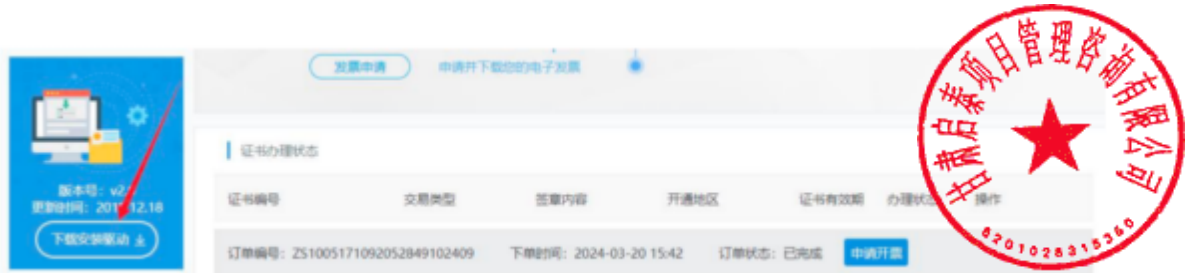 发票申请 申请并下载您的电子发票
证书办理状态
证书编号 交易类型 签章内容 开通地区 证书有效期 办理状态 操作
订单编号：ZS1005171092052849102409 下单时间：2024-03-20 15:42 订单状态：已完成 申请开票
版本号：v2.
更新时间：201 .12.18
下载安装驱动
甘肃启泰项目管理咨询有限公司
6201028315360